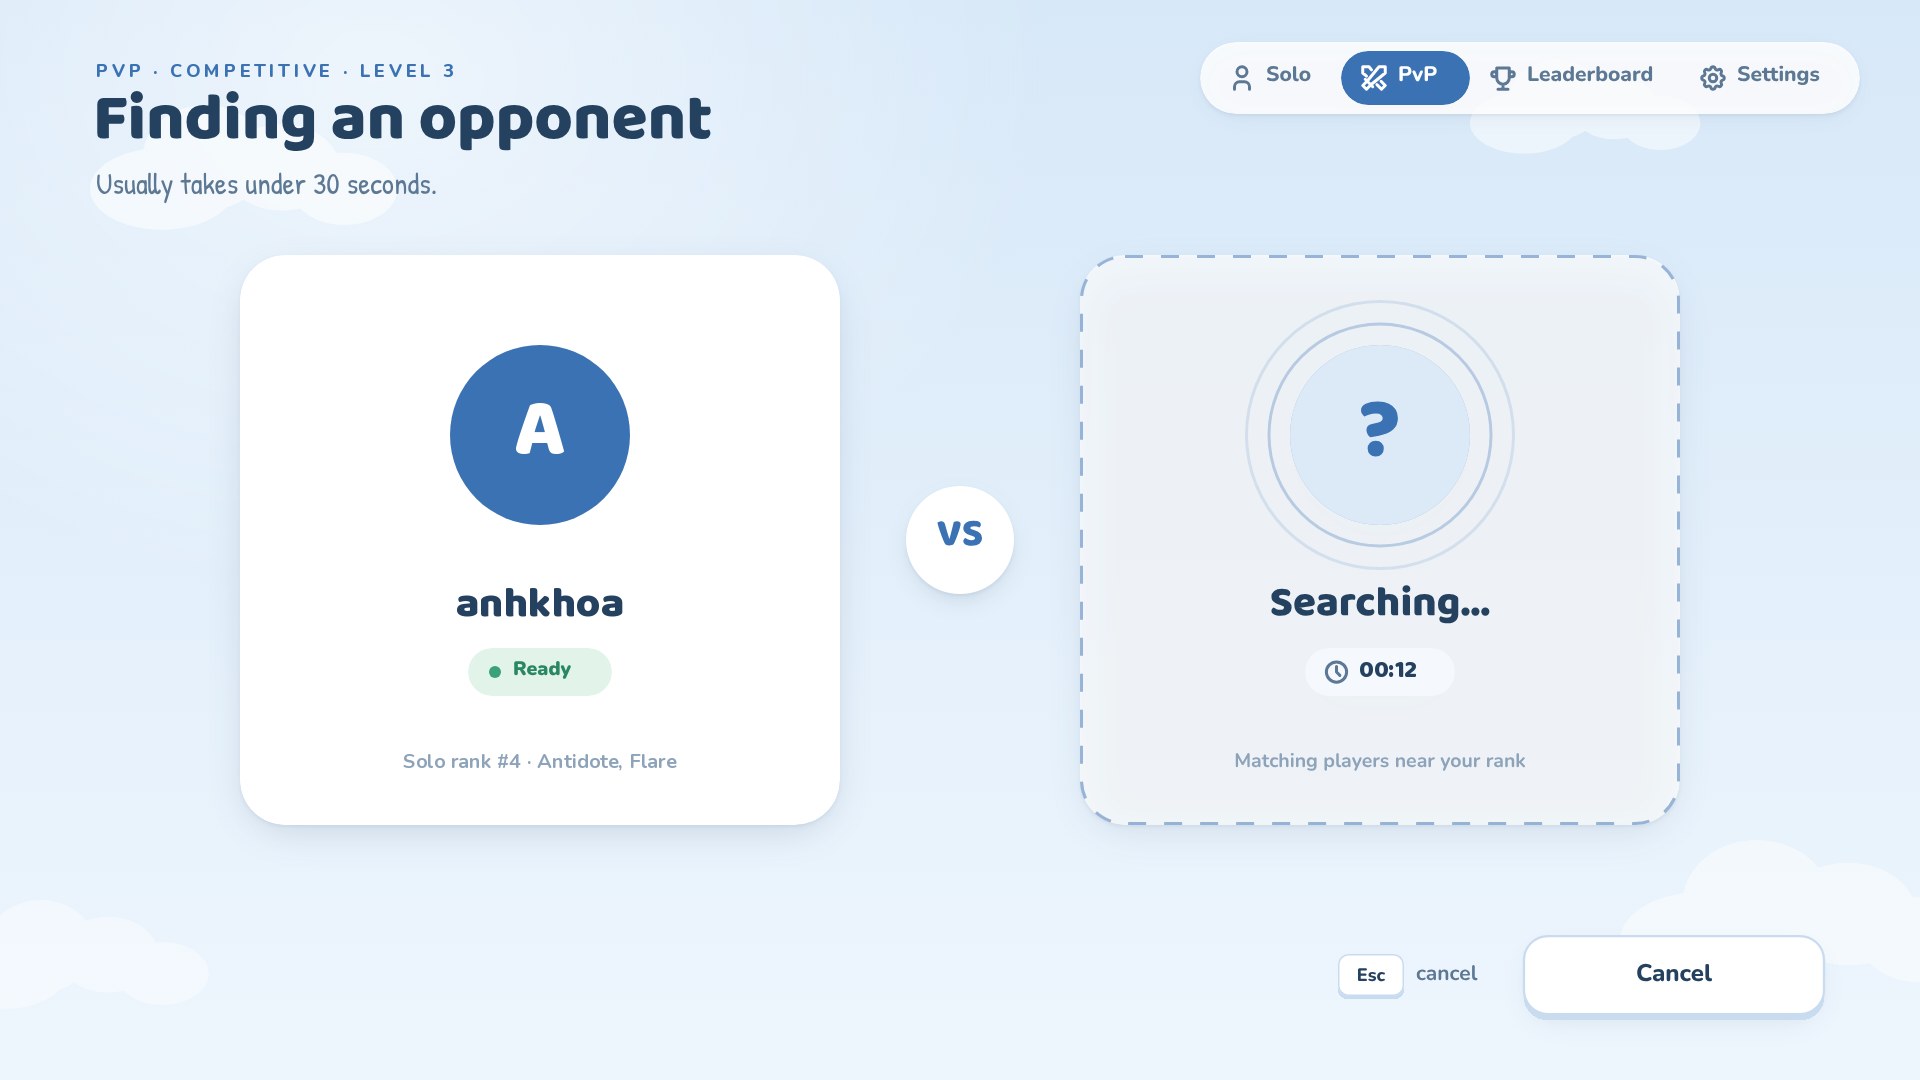 PVP · COMPETITIVE · LEVEL 3
Finding an opponent
Usually takes under 30 seconds.
Solo
PvP
Leaderboard
Settings
A
anhkhoa
Ready
Solo rank #4 · Antidote, Flare
VS
?
Searching...
00:12
Matching players near your rank
Esc cancel
Cancel